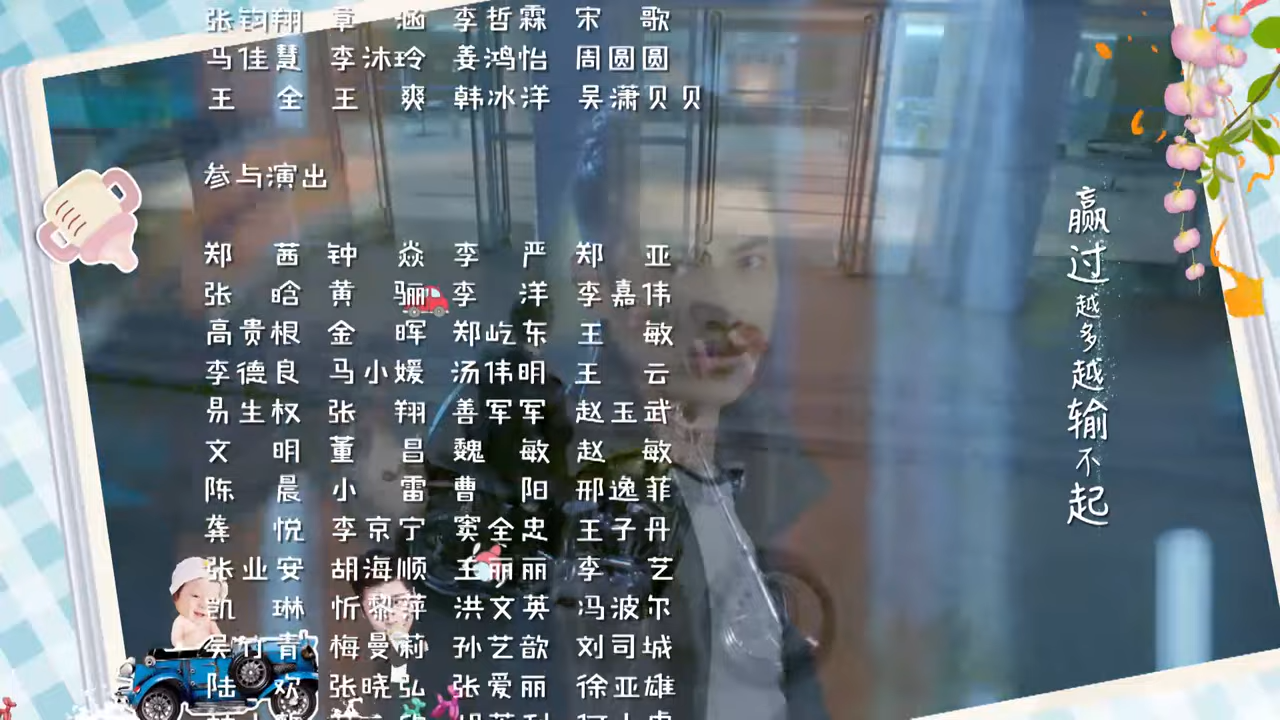 张钧翔 章涵 李哲霖 宋歌
马佳慧 李沐玲 姜鸿怡 周圆圆
王全 王爽 韩冰洋 吴潇贝贝
参与演出
郑茜 钟焱 李严 郑亚
张晗 黄骊 李洋 李嘉伟
高贵根 金晖 郑屹东 王敏
李德良 马小媛 汤伟明 王云
易生权 张翔 善军军 赵玉武
文明 董昌 魏敏 赵敏
陈晨 小雷 曹阳 邢逸菲
龚悦 李京宁 窦全忠 王子丹
张业安 胡海顺 王丽丽 李艺
凯琳 忻黎萍 洪文英 冯波尔
吴竹青 梅曼莉 孙艺歆 刘司城
陆欢 张晓弘 张爱丽 徐亚雄
赢过越多越输不起